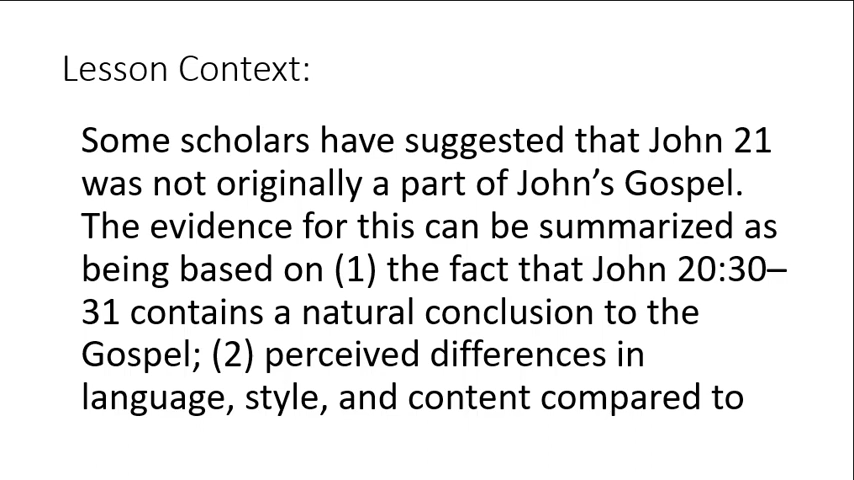 Lesson Context:
Some scholars have suggested that John 21
was not originally a part of John’s Gospel.
The evidence for this can be summarized as
being based on (1) the fact that John 20:30–
31 contains a natural conclusion to the
Gospel; (2) perceived differences in
language, style, and content compared to